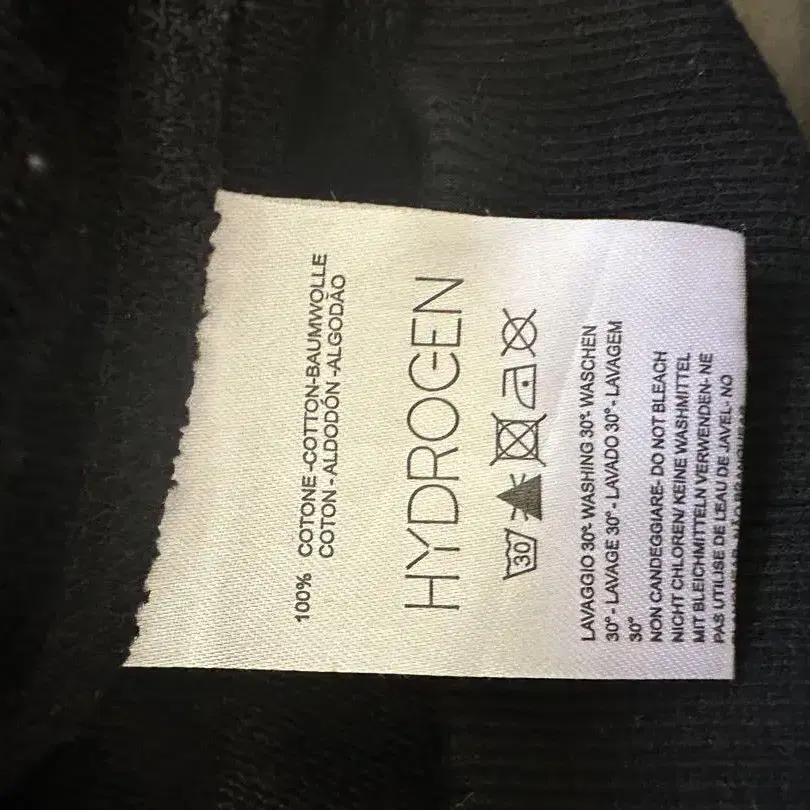 100% COTONE-COTTON-BAUMWOLLE
COTON-ALDODÓN-ALGODÃO
HYDROGEN
30
LAVAGGIO 30°- WASHING 30°- WASCHEN
30°- LAVAGE 30°- LAVADO 30°- LAVAGEM
30°
NON CANDEGGIARE- DO NOT BLEACH
NICHT CHLOREN/ KEINE WASHMITTEL
MIT BLEICHMITTELN VERWENDEN- NE
PAS UTILISE DE L'EAU DE JAVEL- NO